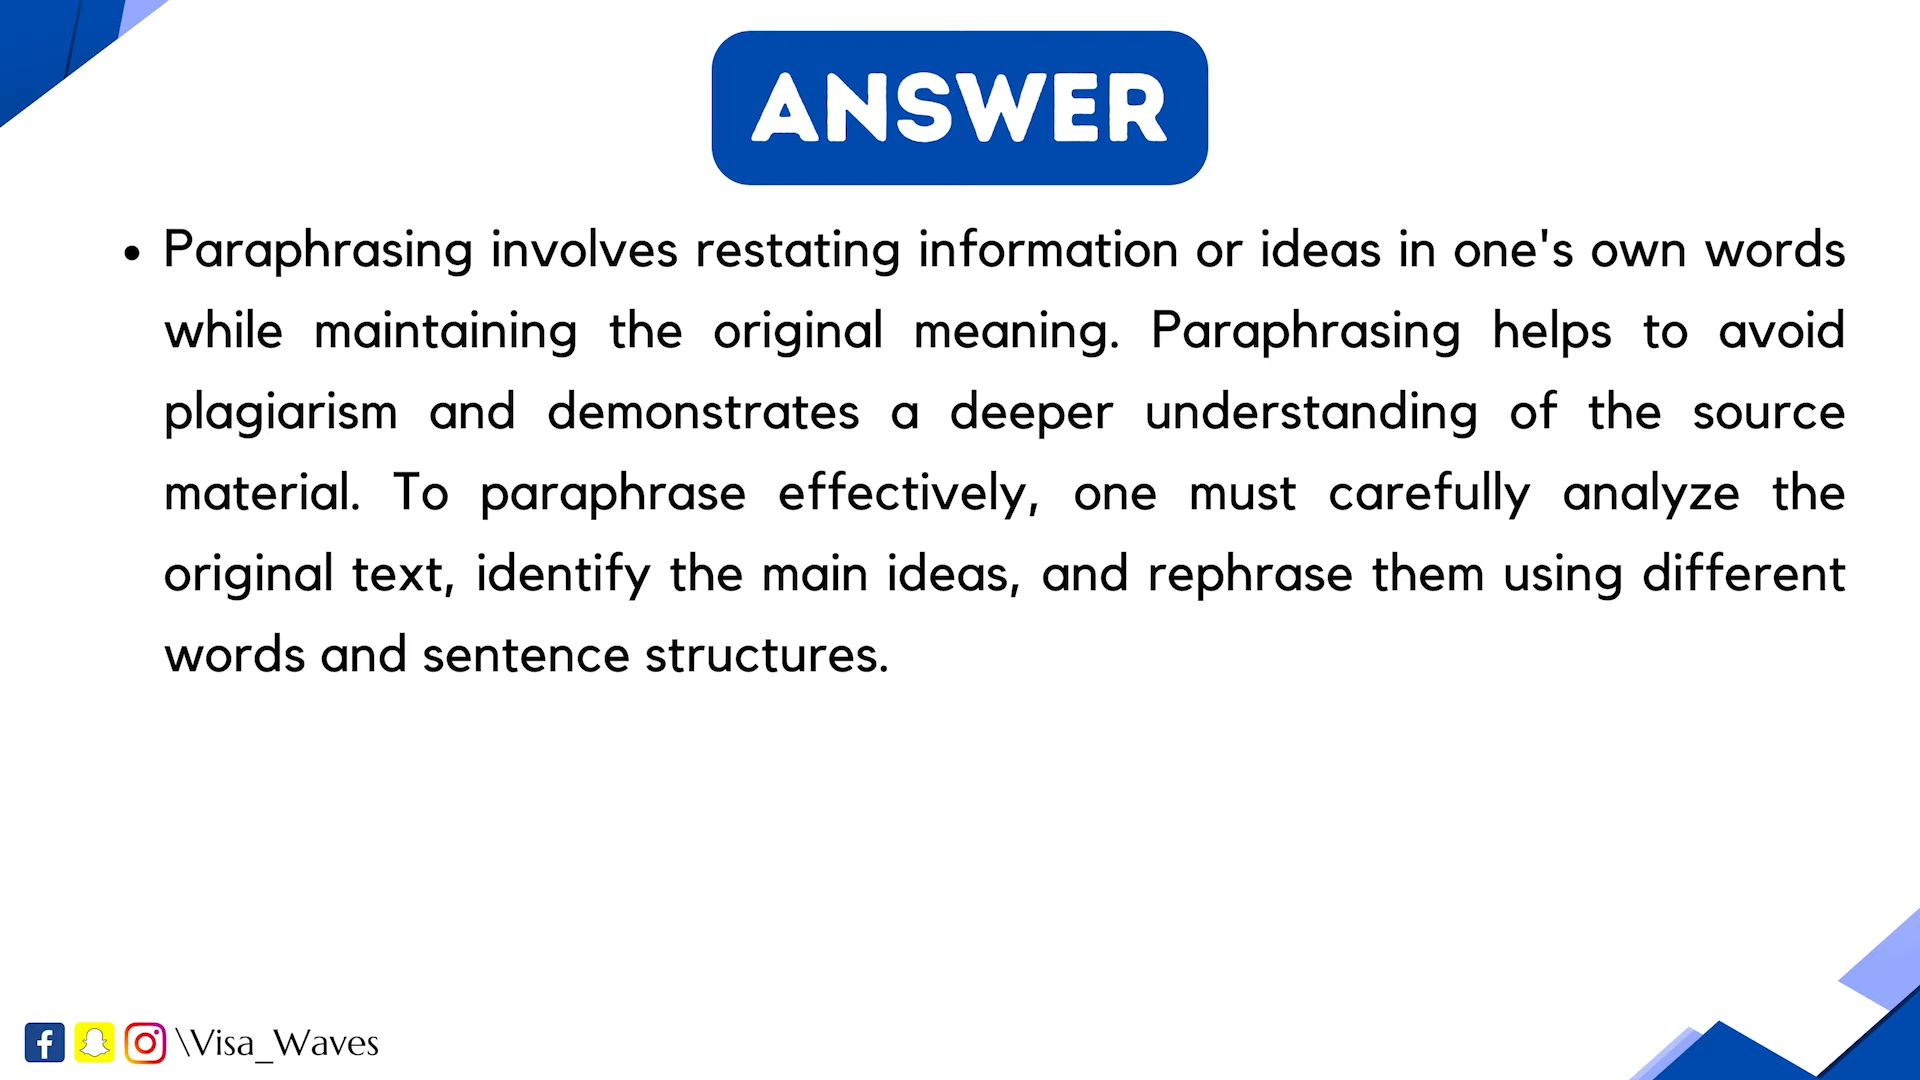 ANSWER
• Paraphrasing involves restating information or ideas in one's own words
while maintaining the original meaning. Paraphrasing helps to avoid
plagiarism and demonstrates a deeper understanding of the source
material. To paraphrase effectively, one must carefully analyze the
original text, identify the main ideas, and rephrase them using different
words and sentence structures.
\Visa_Waves